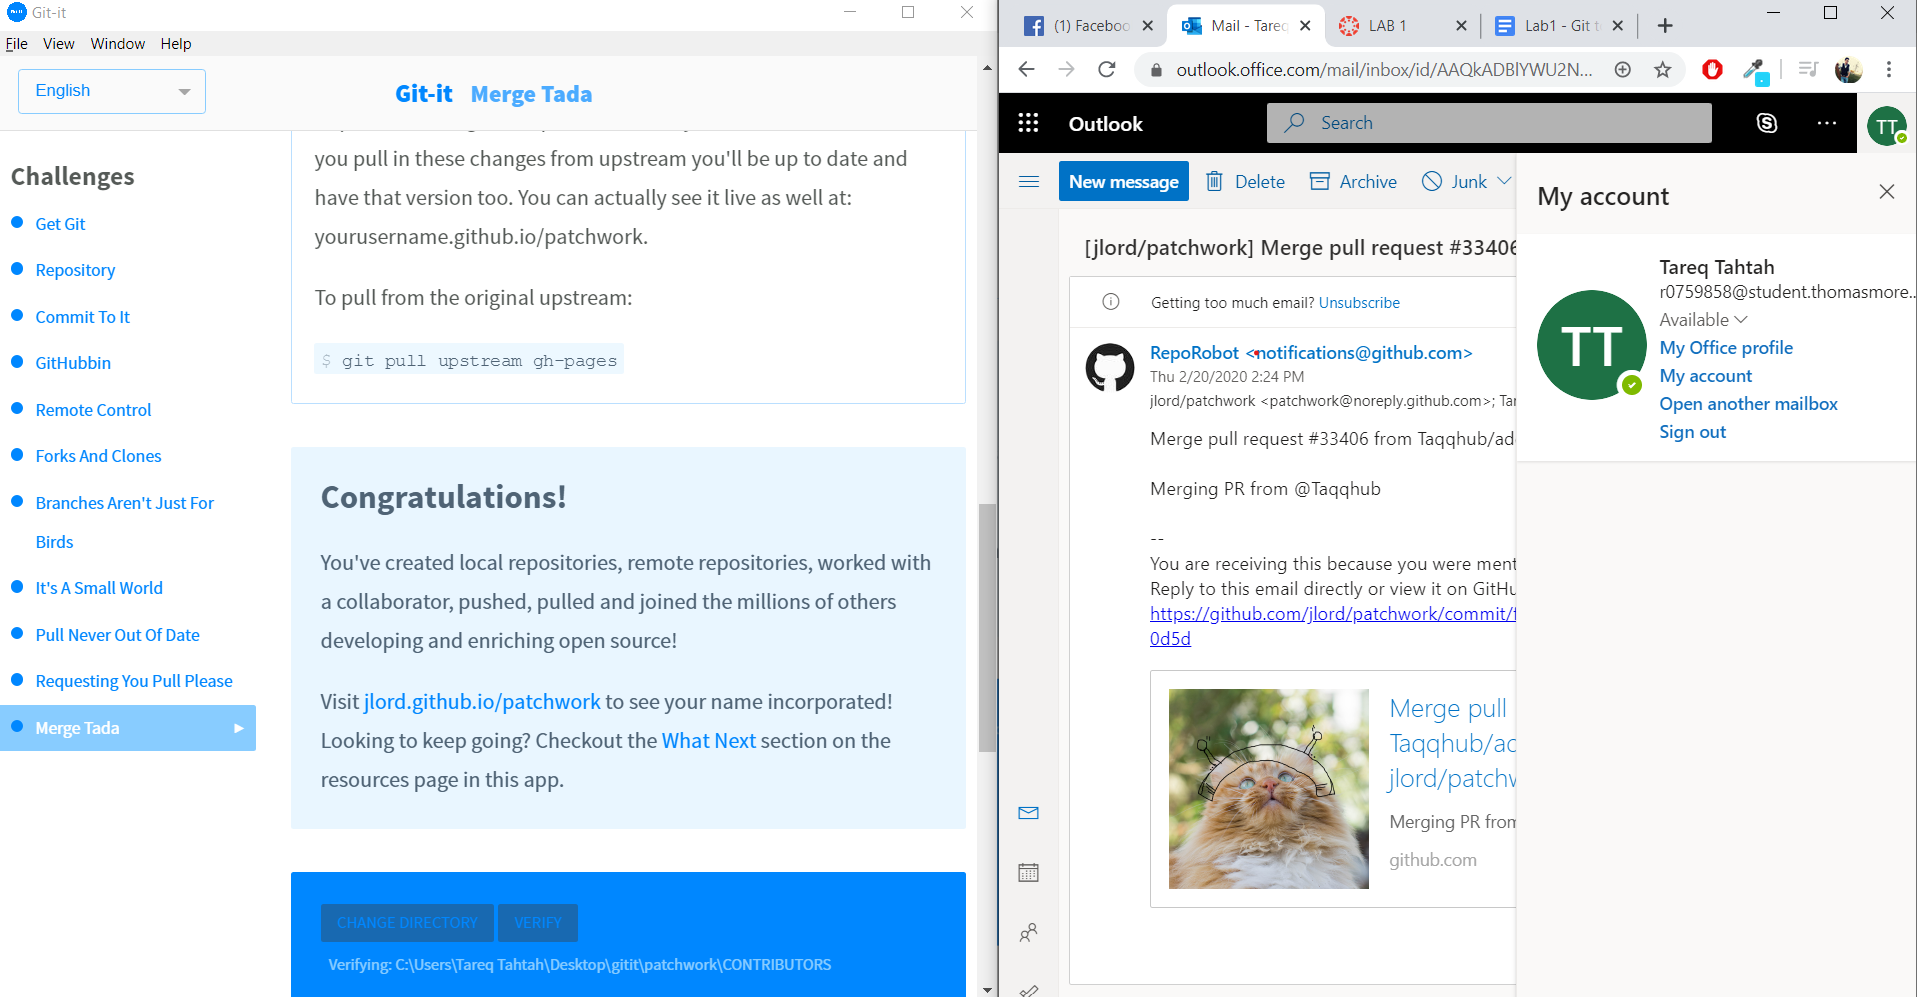 Git-it
File View Window Help
English
Git-it Merge Tada
Challenges
Get Git
Repository
Commit To It
GitHubbin
Remote Control
Forks And Clones
Branches Aren't Just For
Birds
It's A Small World
Pull Never Out Of Date
Requesting You Pull Please
Merge Tada
you pull in these changes from upstream you'll be up to date and
have that version too. You can actually see it live as well at:
yourusername.github.io/patchwork.
To pull from the original upstream:
$ git pull upstream gh-pages
Congratulations!
You've created local repositories, remote repositories, worked with
a collaborator, pushed, pulled and joined the millions of others
developing and enriching open source!
Visit jlord.github.io/patchwork to see your name incorporated!
Looking to keep going? Checkout the What Next section on the
resources page in this app.
CHANGE DIRECTORY VERIFY
Verifying: C:\Users\Tareq Tahtah\Desktop\gitit\patchwork\CONTRIBUTORS
(1) Faceboo
Mail - Tareq
LAB 1
Lab1 - Git t
outlook.office.com/mail/inbox/id/AAQkADBlYWU2N...
Outlook
Search
TT
New message Delete Archive Junk
[jlord/patchwork] Merge pull request #33406
Getting too much email? Unsubscribe
RepoRobot <notifications@github.com>
Thu 2/20/2020 2:24 PM
jlord/patchwork <patchwork@noreply.github.com>; Tar
Merge pull request #33406 from Taqqhub/ad
Merging PR from @Taqqhub
--
You are receiving this because you were ment
Reply to this email directly or view it on GitHu
https://github.com/jlord/patchwork/commit/f
0d5d
Merge pull
Taqqhub/ad
jlord/patchw
Merging PR from
github.com
My account
Tareq Tahtah
r0759858@student.thomasmore...
TT
Available
My Office profile
My account
Open another mailbox
Sign out